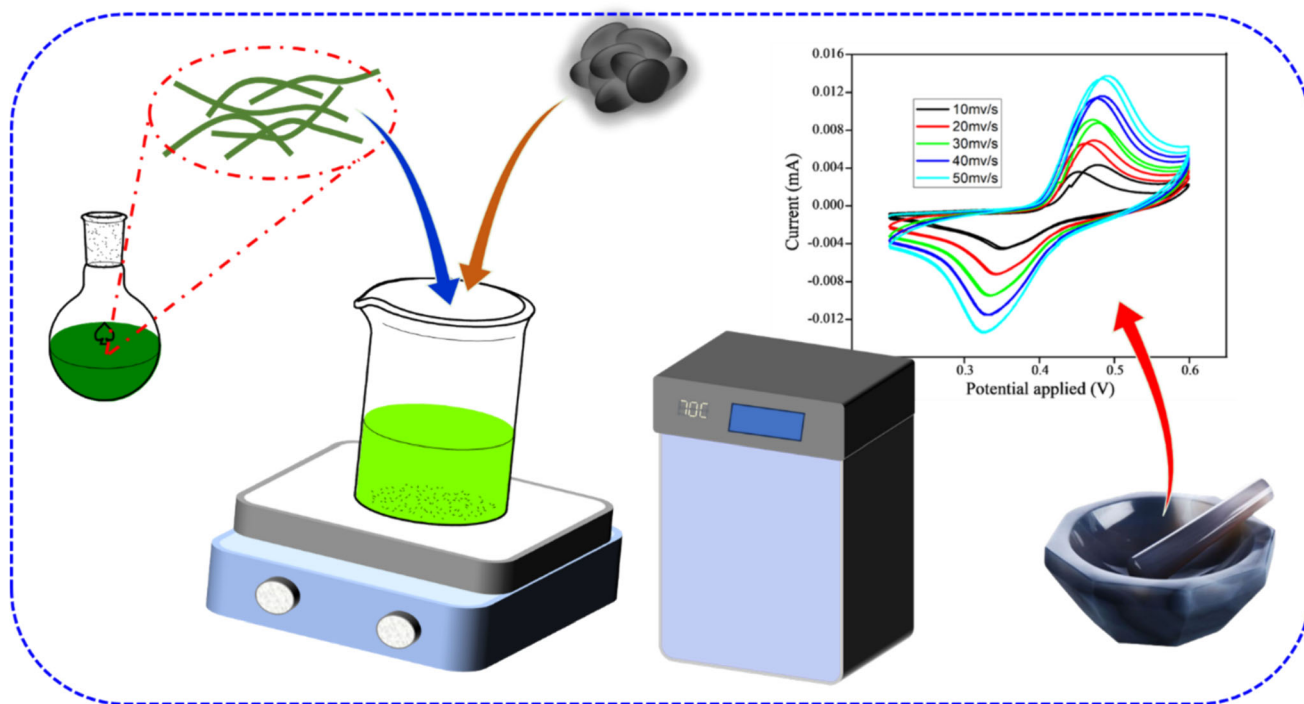 0.016
0.012
0.008
0.004
0.000
-0.004
-0.008
-0.012
Current (mA)
10mv/s
20mv/s
30mv/s
40mv/s
50mv/s
0.3
0.4
0.5
0.6
Potential applied (V)
70C